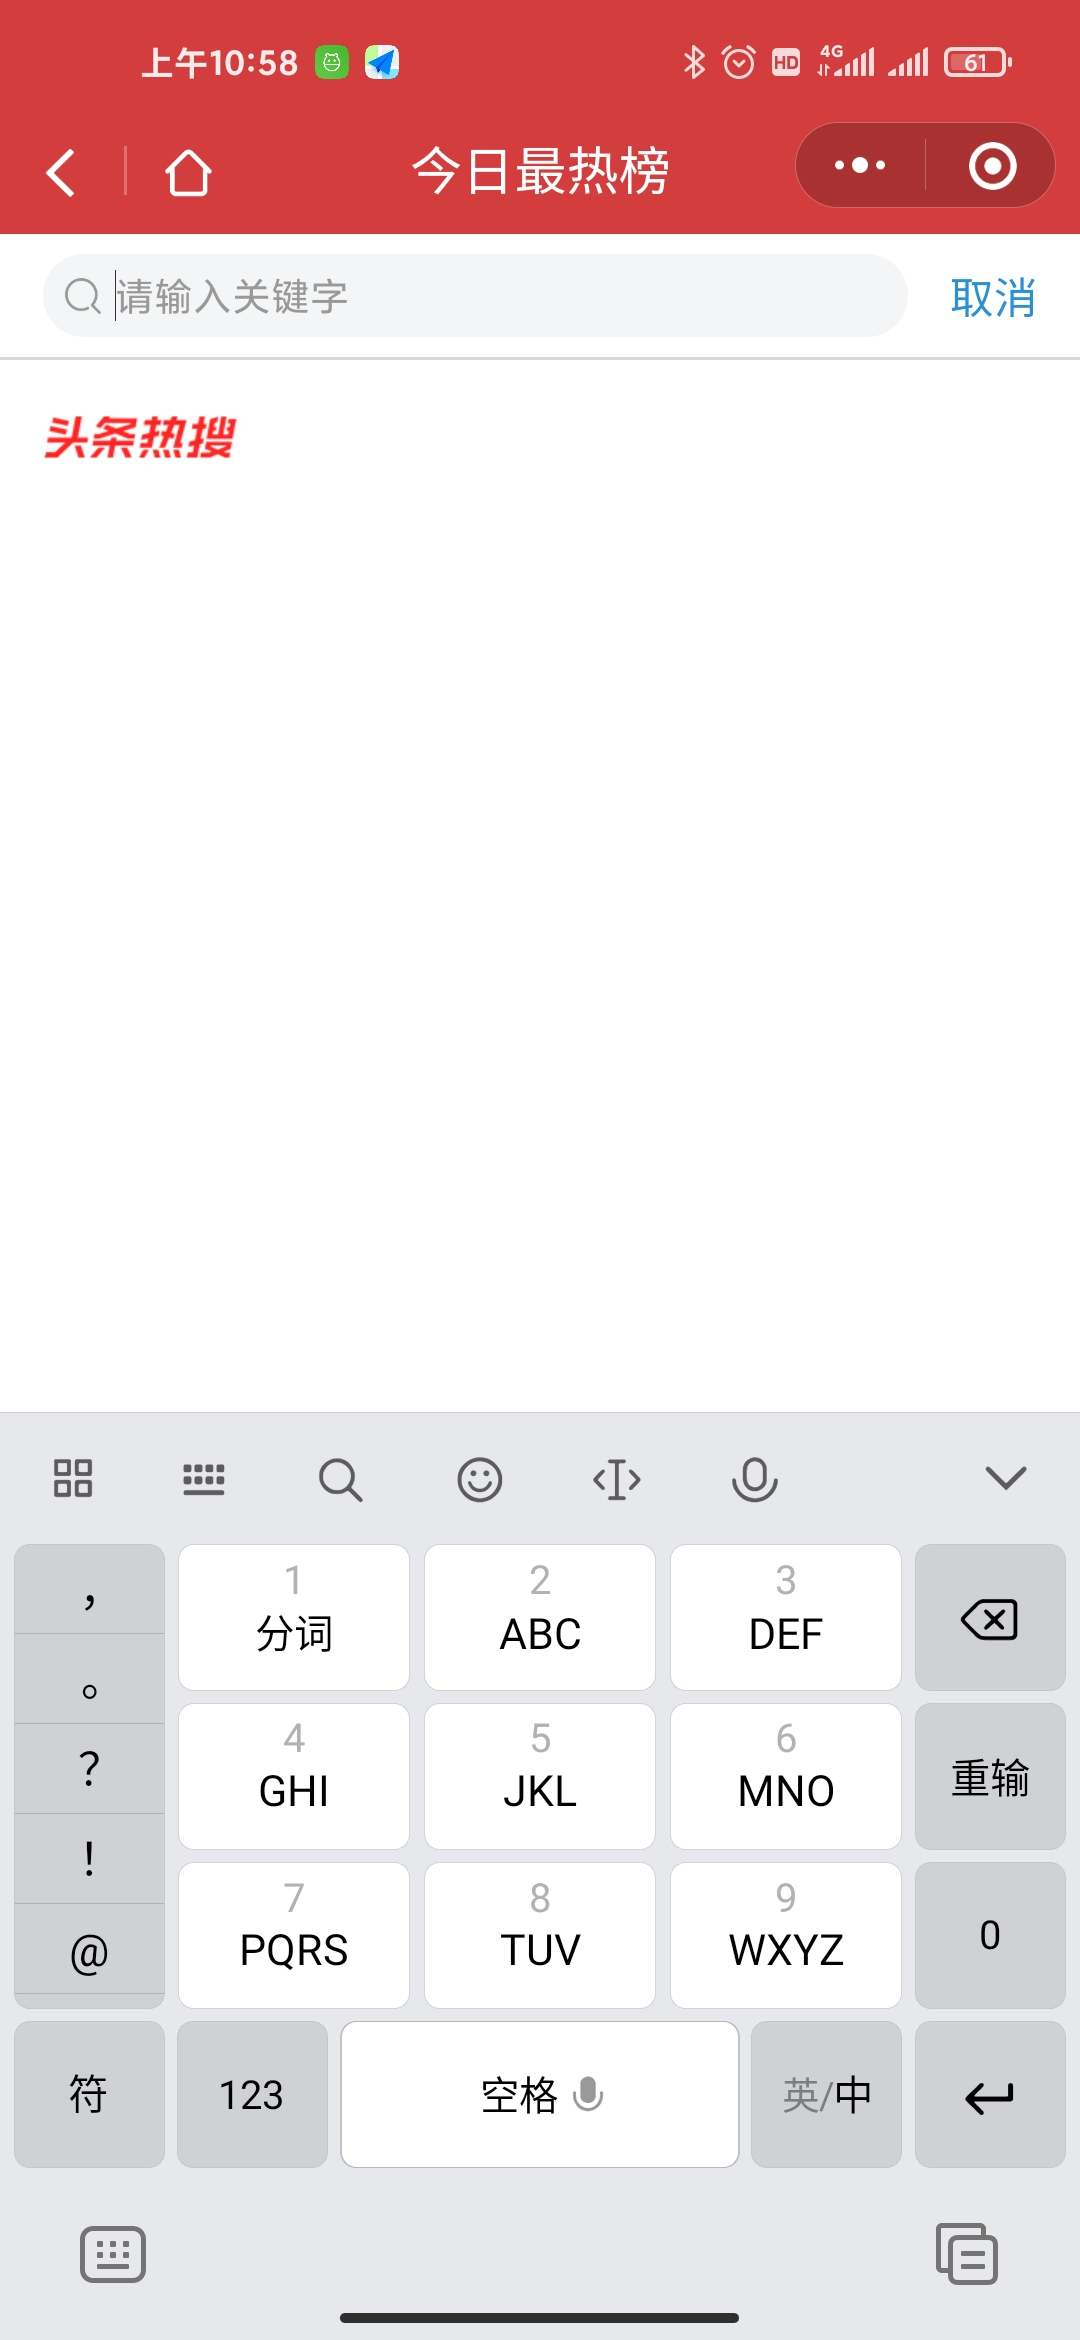 上午10:58
HD 4G 61
今日最热榜
请输入关键字 取消
头条热搜
， 1 2 3
分词 ABC DEF
。
4 5 6
？ GHI JKL MNO 重输
！
7 8 9
@ PQRS TUV WXYZ 0
符 123 空格 英/中